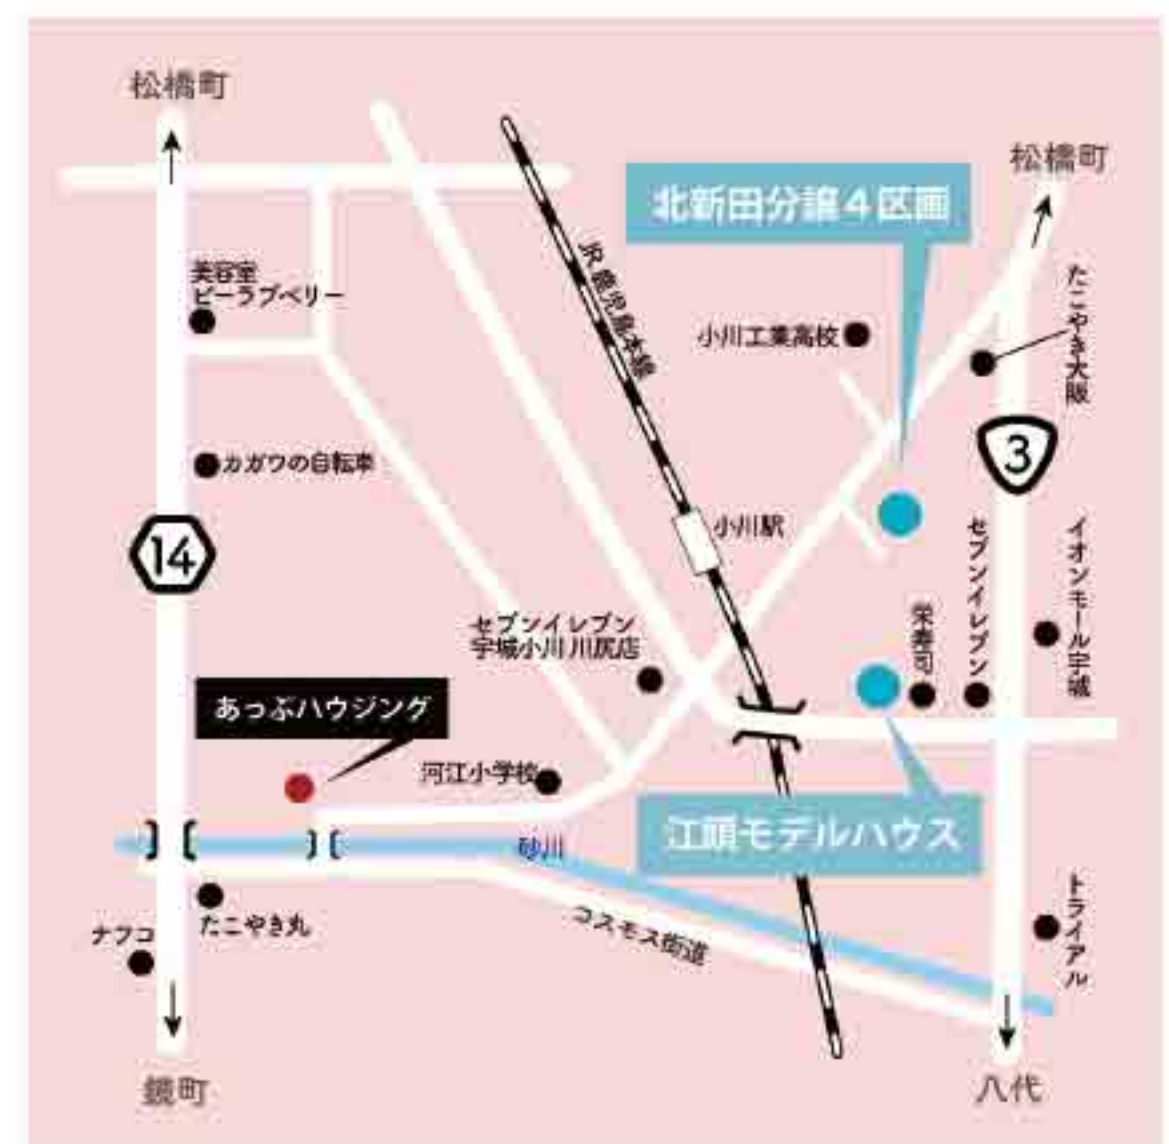 松橋町
松橋町
北新田分譲４区画
美容室
ビーラブベリー
JR 鹿児島本線
小川工業高校
たこやき大阪
3
カガワの自転車
14
小川駅
セブンイレブン
イオンモール宇城
セブンイレブン
宇城小川 川尻店
栄寿司
あっぷハウジング
河江小学校
江頭モデルハウス
砂川
たこやき丸
ナフコ
コスモス街道
トライアル
鏡町
八代